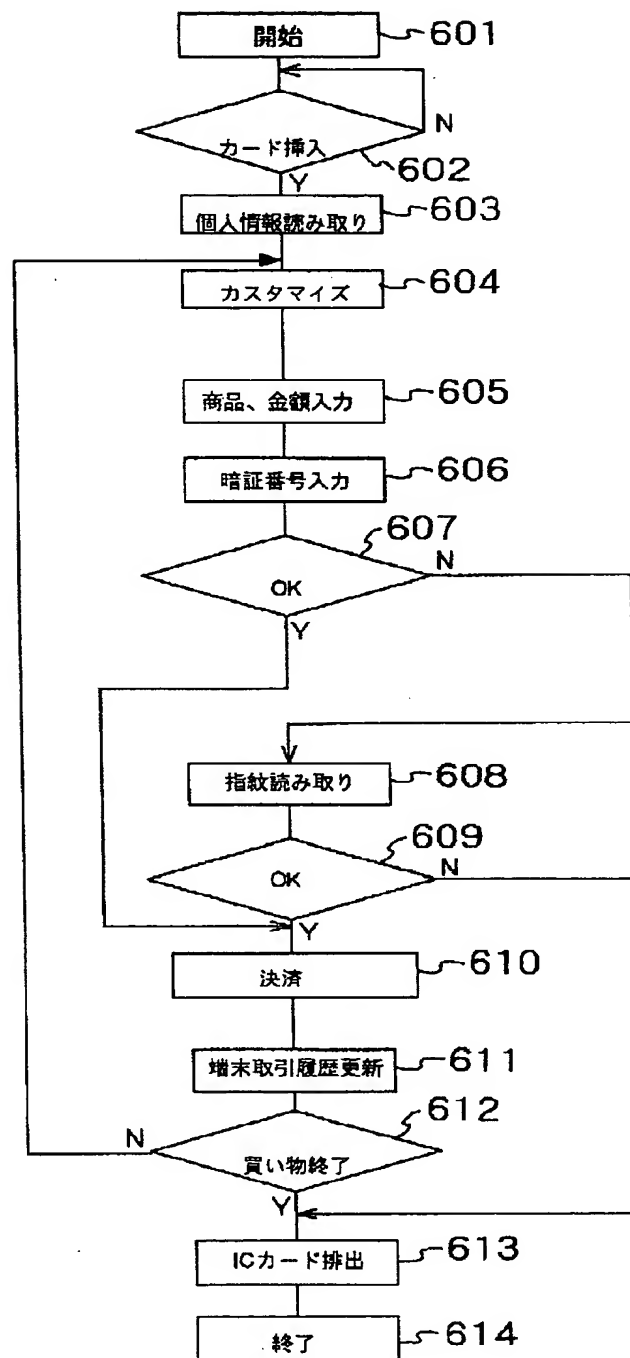 開始 601
N
カード挿入 602
Y
個人情報読み取り 603
カスタマイズ 604
商品、金額入力 605
暗証番号入力 606
607
N
OK
Y
指紋読み取り 608
609
OK
N
Y
決済 610
端末取引履歴更新 611
612
N
買い物終了
Y
ICカード排出 613
終了 614